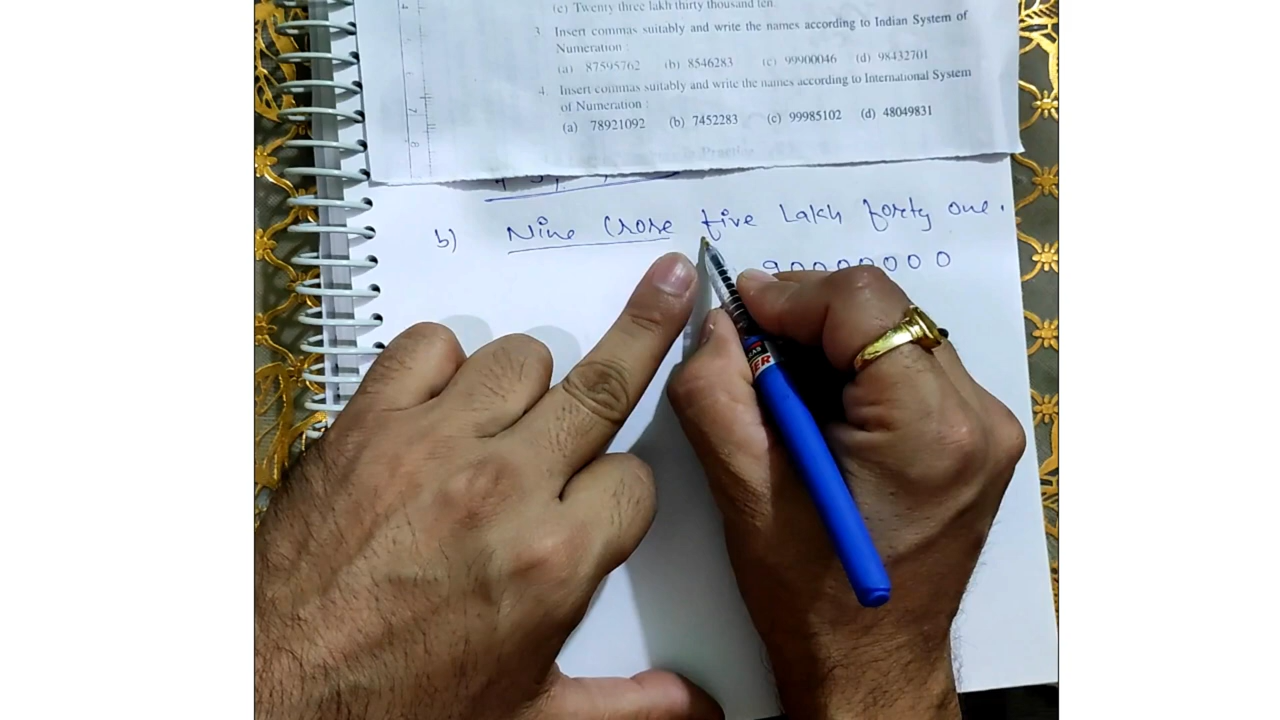 (e) Twenty three lakh thirty thousand ten
3. Insert commas suitably and write the names according to Indian System of
Numeration :
(a) 87595762 (b) 8546283 (c) 99900046 (d) 98432701
4. Insert commas suitably and write the names according to International System
of Numeration :
(a) 78921092 (b) 7452283 (c) 99985102 (d) 48049831
b) Nine Crore five Lakh forty one.
90000000